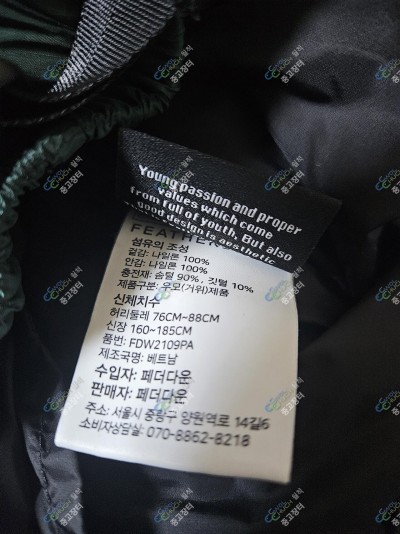 Young passion and proper
values which come
from full of youth. But also
good design is aesthetic
FEATHER
섬유의 조성
겉감: 나일론 100%
안감: 나일론 100%
충전재: 솜털 90%, 깃털 10%
제품구분: 우모(거위)제품
신체치수
허리둘레 76CM~88CM
신장 160~185CM
품번: FDW2109PA
제조국명: 베트남
수입자: 페더다운
판매자: 페더다운
주소: 서울시 중랑구 양원역로 14길6
소비자상담실: 070-8862-8218